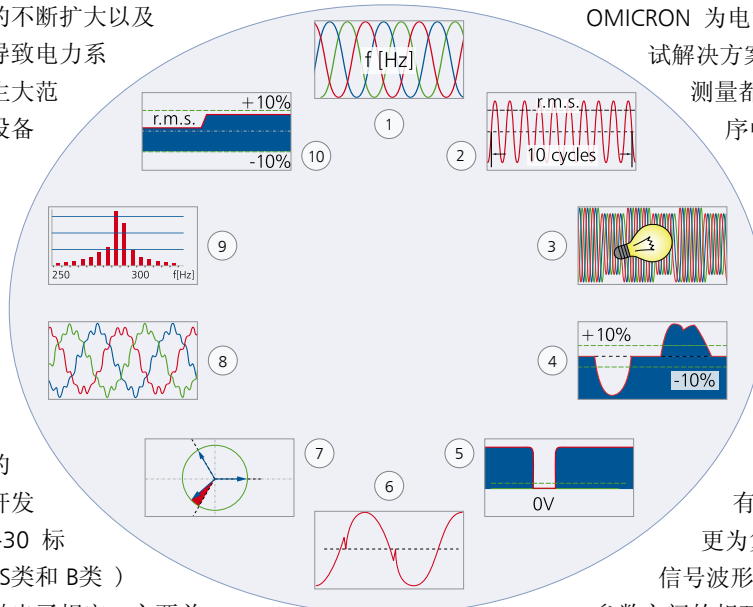 的不断扩大以及
导致电力系
生大范
设备
OMICRON 为电
试解决方案
测量都
序中
f [Hz]
1
r.m.s.
10 cycles
2
3
+10%
-10%
4
0V
5
6
7
8
250 300 f[Hz]
9
+10%
r.m.s.
-10%
10
的
开发
-30 标
S类和 B类 ）
有
更为
信号波形